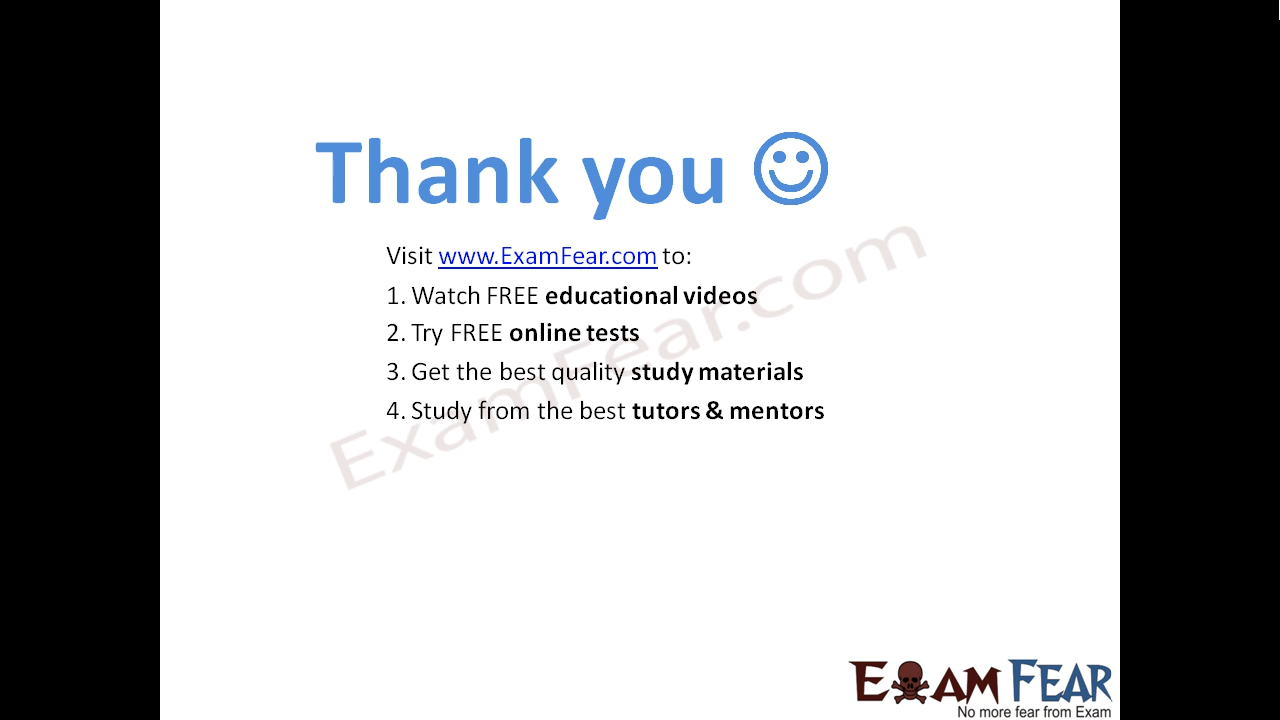 Thank you ☺
Visit www.ExamFear.com to:
1. Watch FREE educational videos
2. Try FREE online tests
3. Get the best quality study materials
4. Study from the best tutors & mentors
ExamFear.com
EXAM FEAR
No more fear from Exam